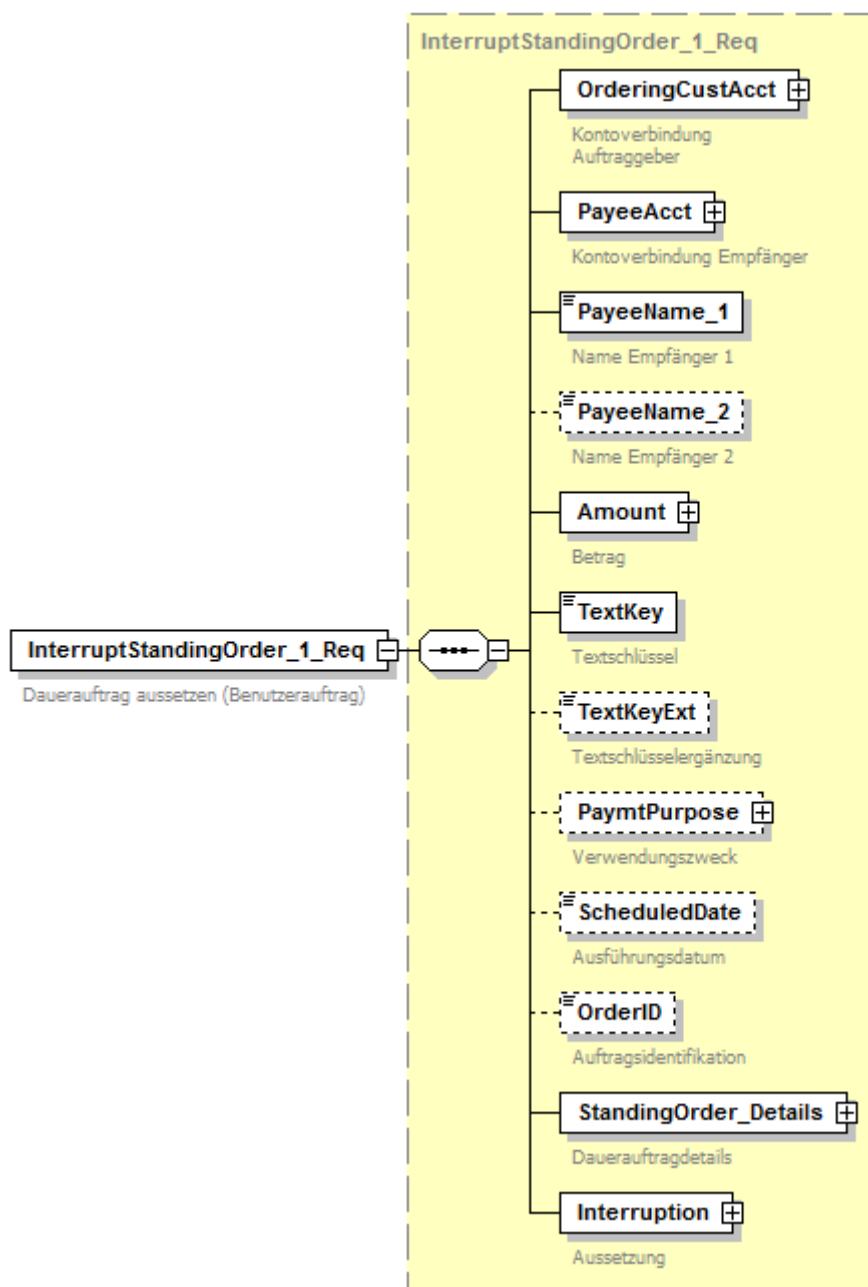 InterruptStandingOrder_1_Req
OrderingCustAcct
Kontoverbindung
Auftraggeber
PayeeAcct
Kontoverbindung Empfänger
PayeeName_1
Name Empfänger 1
PayeeName_2
Name Empfänger 2
Amount
Betrag
TextKey
Textschlüssel
InterruptStandingOrder_1_Req
Dauerauftrag aussetzen (Benutzerauftrag)
TextKeyExt
Textschlüsselergänzung
PaymtPurpose
Verwendungszweck
ScheduledDate
Ausführungsdatum
OrderID
Auftragsidentifikation
StandingOrder_Details
Dauerauftragdetails
Interruption
Aussetzung